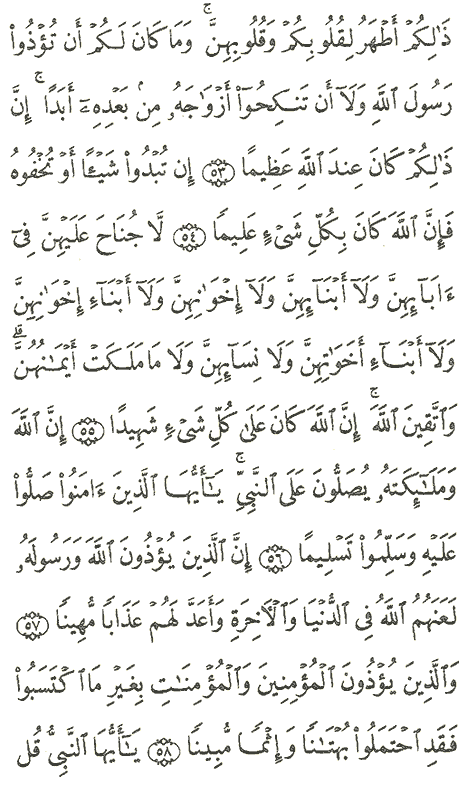 ذَٰلِكُمْ أَطْهَرُ لِقُلُوبِكُمْ وَقُلُوبِهِنَّ ۚ وَمَا كَانَ لَكُمْ أَن تُؤْذُوا۟
رَسُولَ ٱللَّهِ وَلَآ أَن تَنكِحُوٓا۟ أَزْوَٰجَهُۥ مِنۢ بَعْدِهِۦٓ أَبَدًا ۚ إِنَّ
ذَٰلِكُمْ كَانَ عِندَ ٱللَّهِ عَظِيمًا ٥٣ إِن تُبْدُوا۟ شَيْـًٔا أَوْ تُخْفُوهُ
فَإِنَّ ٱللَّهَ كَانَ بِكُلِّ شَىْءٍ عَلِيمًا ٥٤ لَّا جُنَاحَ عَلَيْهِنَّ فِىٓ
ءَابَآئِهِنَّ وَلَآ أَبْنَآئِهِنَّ وَلَآ إِخْوَٰنِهِنَّ وَلَآ أَبْنَآءِ إِخْوَٰنِهِنَّ
وَلَآ أَبْنَآءِ أَخَوَٰتِهِنَّ وَلَا نِسَآئِهِنَّ وَلَا مَا مَلَكَتْ أَيْمَٰنُهُنَّ ۗ
وَٱتَّقِينَ ٱللَّهَ ۚ إِنَّ ٱللَّهَ كَانَ عَلَىٰ كُلِّ شَىْءٍ شَهِيدًا ٥٥ إِنَّ ٱللَّهَ
وَمَلَٰٓئِكَتَهُۥ يُصَلُّونَ عَلَى ٱلنَّبِىِّ ۚ يَٰٓأَيُّهَا ٱلَّذِينَ ءَامَنُوا۟ صَلُّوا۟
عَلَيْهِ وَسَلِّمُوا۟ تَسْلِيمًا ٥٦ إِنَّ ٱلَّذِينَ يُؤْذُونَ ٱللَّهَ وَرَسُولَهُۥ
لَعَنَهُمُ ٱللَّهُ فِى ٱلدُّنْيَا وَٱلْءَاخِرَةِ وَأَعَدَّ لَهُمْ عَذَابًا مُّهِينًا ٥٧
وَٱلَّذِينَ يُؤْذُونَ ٱلْمُؤْمِنِينَ وَٱلْمُؤْمِنَٰتِ بِغَيْرِ مَا ٱكْتَسَبُوا۟
فَقَدِ ٱحْتَمَلُوا۟ بُهْتَٰنًا وَإِثْمًا مُّبِينًا ٥٨ يَٰٓأَيُّهَا ٱلنَّبِىُّ قُل